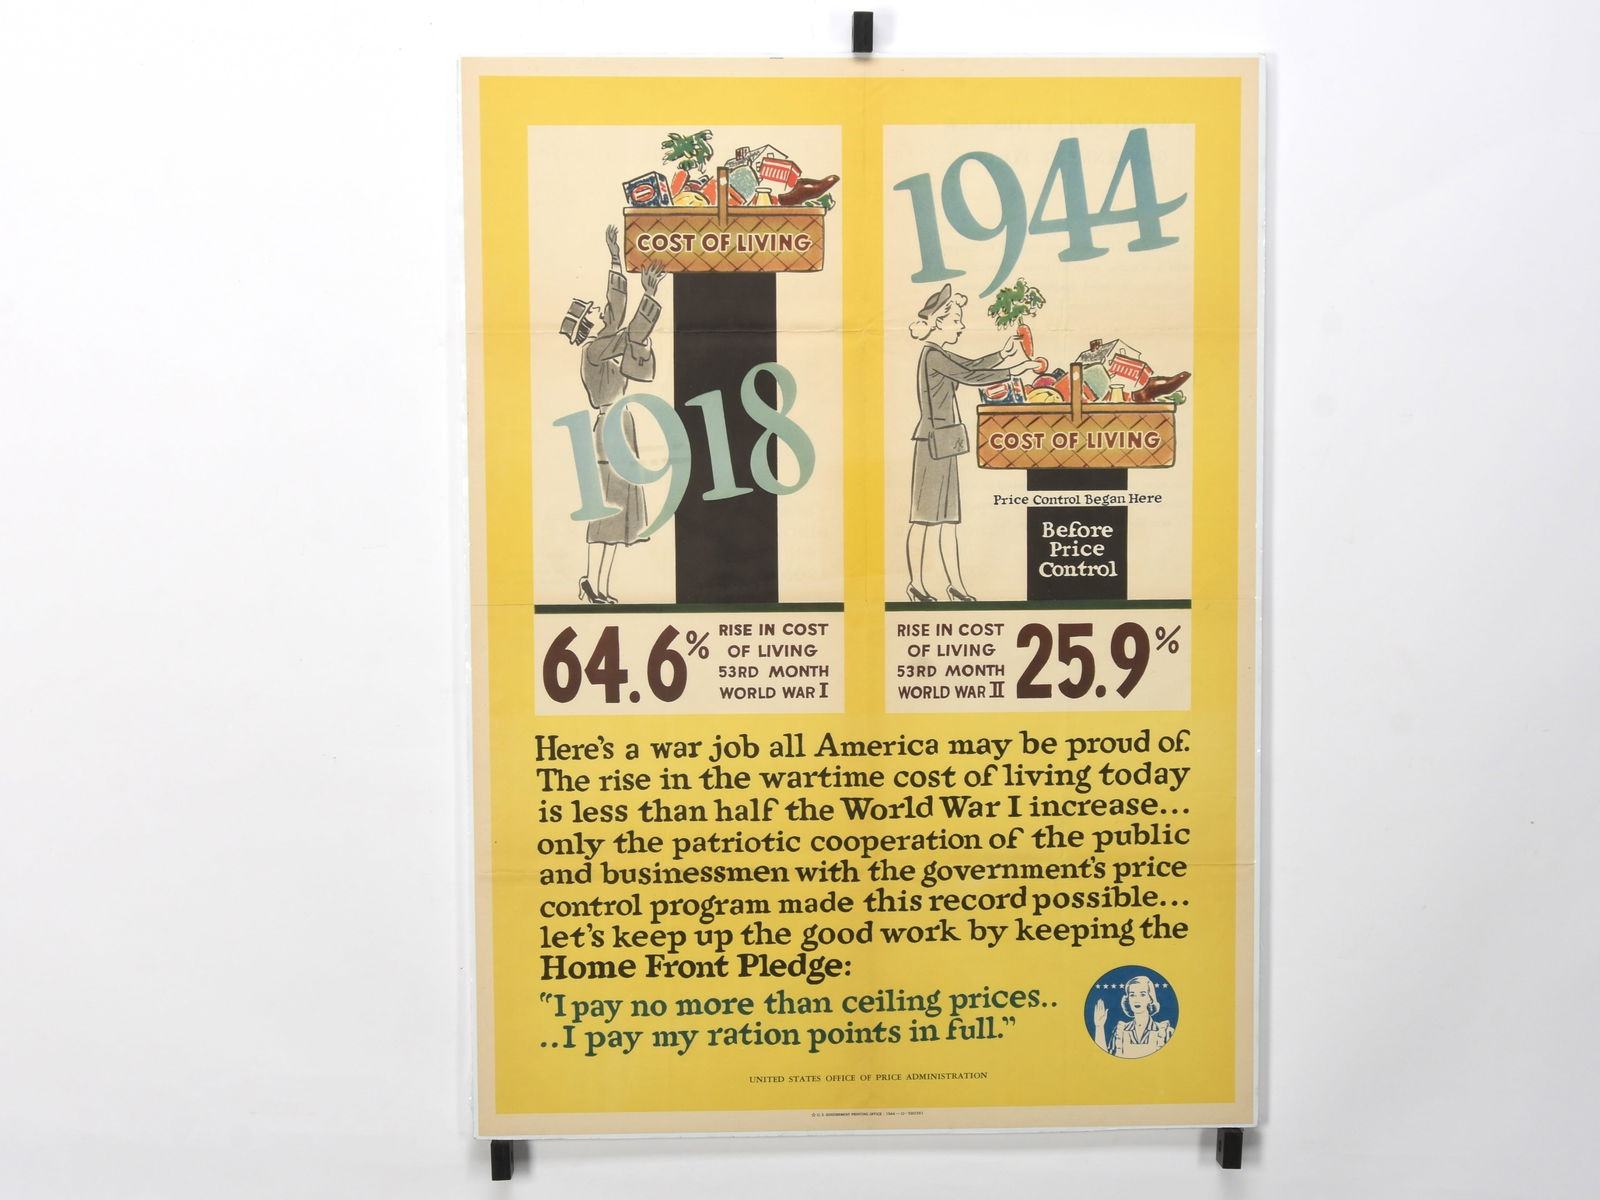 COST OF LIVING
1918
64.6%
RISE IN COST
OF LIVING
53RD MONTH
WORLD WAR I
1944
COST OF LIVING
Price Control Began Here
Before
Price
Control
RISE IN COST
OF LIVING
53RD MONTH
WORLD WAR II
25.9%
Here's a war job all America may be proud of.
The rise in the wartime cost of living today
is less than half the World War I increase...
only the patriotic cooperation of the public
and businessmen with the government's price
control program made this record possible...
let's keep up the good work by keeping the
Home Front Pledge:
"I pay no more than ceiling prices..
..I pay my ration points in full."
UNITED STATES OFFICE OF PRICE ADMINISTRATION
U.S. GOVERNMENT PRINTING OFFICE : 1944